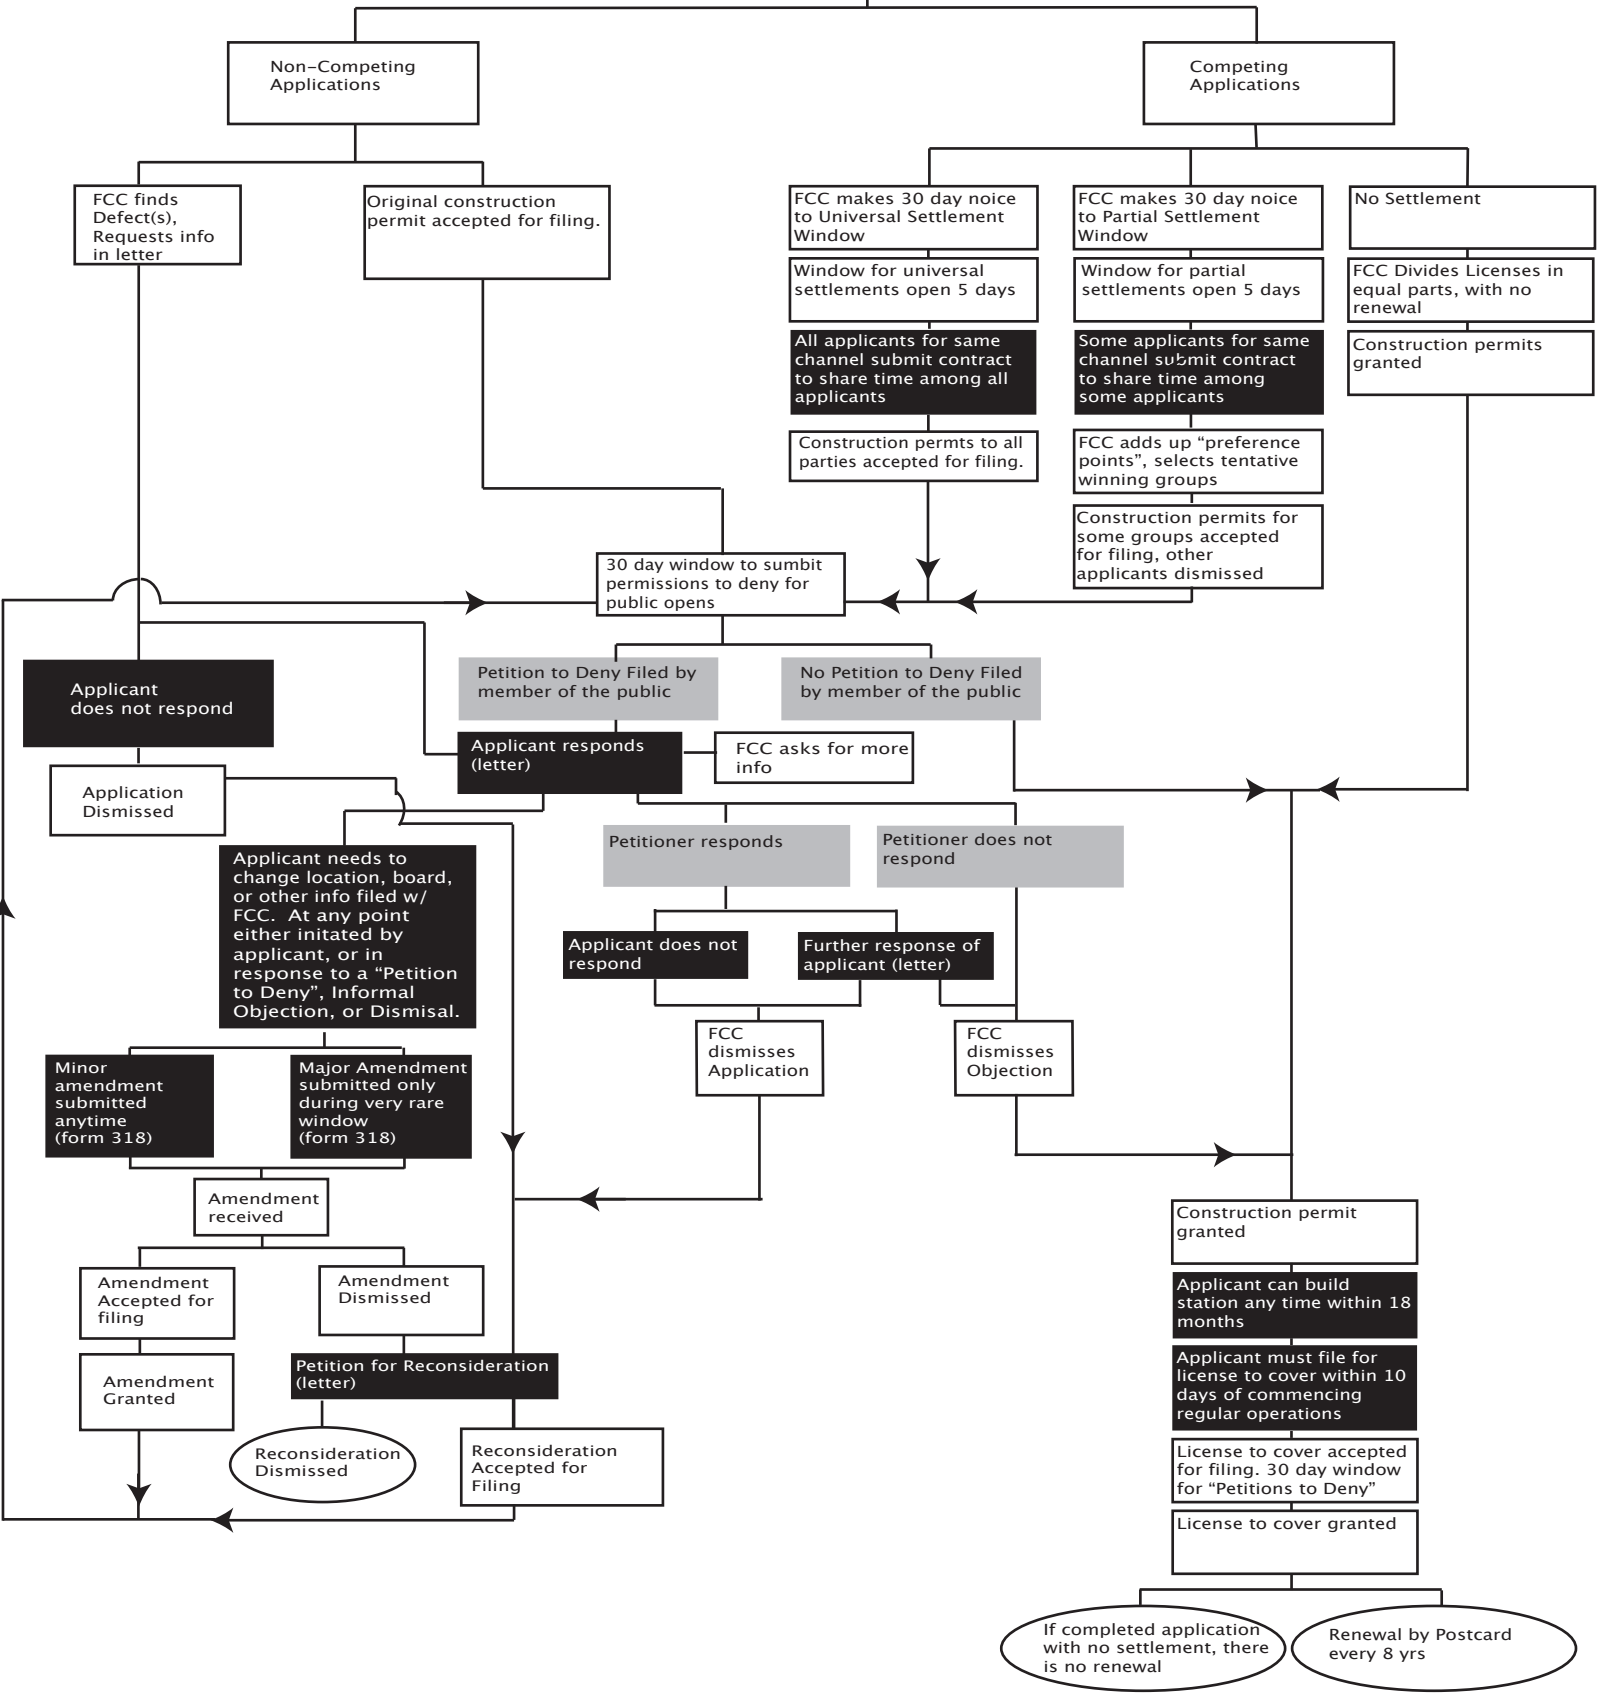 Non-Competing
Applications
Competing
Applications
FCC finds
Defect(s),
Requests info
in letter
Original construction
permit accepted for filing.
FCC makes 30 day noice
to Universal Settlement
Window
FCC makes 30 day noice
to Partial Settlement
Window
No Settlement
Window for universal
settlements open 5 days
Window for partial
settlements open 5 days
FCC Divides Licenses in
equal parts, with no
renewal
All applicants for same
channel submit contract
to share time among all
applicants
Some applicants for same
channel submit contract
to share time among
some applicants
Construction permits
granted
Construction permts to all
parties accepted for filing.
FCC adds up “preference
points”, selects tentative
winning groups
Construction permits for
some groups accepted
for filing, other
applicants dismissed
30 day window to sumbit
permissions to deny for
public opens
Applicant
does not respond
Petition to Deny Filed by
member of the public
No Petition to Deny Filed
by member of the public
Applicant responds
(letter)
FCC asks for more
info
Application
Dismissed
Petitioner responds
Petitioner does not
respond
Applicant needs to
change location, board,
or other info filed w/
FCC.  At any point
either initated by
applicant, or in
response to a “Petition
to Deny”, Informal
Objection, or Dismisal.
Applicant does not
respond
Further response of
applicant (letter)
FCC
dismisses
Application
FCC
dismisses
Objection
Minor
amendment
submitted
anytime
(form 318)
Major Amendment
submitted only
during very rare
window
(form 318)
Amendment
received
Amendment
Accepted for
filing
Amendment
Dismissed
Amendment
Granted
Petition for Reconsideration
(letter)
Reconsideration
Dismissed
Reconsideration
Accepted for
Filing
Construction permit
granted
Applicant can build
station any time within 18
months
Applicant must file for
license to cover within 10
days of commencing
regular operations
License to cover accepted
for filing. 30 day window
for “Petitions to Deny”
License to cover granted
If completed application
with no settlement, there
is no renewal
Renewal by Postcard
every 8 yrs